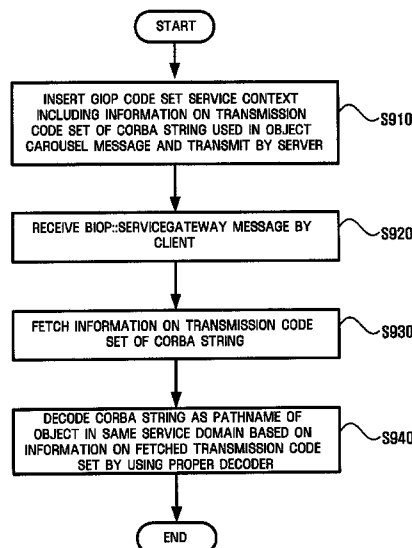 START
INSERT GIOP CODE SET SERVICE CONTEXT
INCLUDING INFORMATION ON TRANSMISSION
CODE SET OF CORBA STRING USED IN OBJECT
CAROUSEL MESSAGE AND TRANSMIT BY SERVER
S910
RECEIVE BIOP::SERVICEGATEWAY MESSAGE BY
CLIENT
S920
FETCH INFORMATION ON TRANSMISSION CODE
SET OF CORBA STRING
S930
DECODE CORBA STRING AS PATHNAME OF
OBJECT IN SAME SERVICE DOMAIN BASED ON
INFORMATION ON FETCHED TRANSMISSION CODE
SET BY USING PROPER DECODER
S940
END